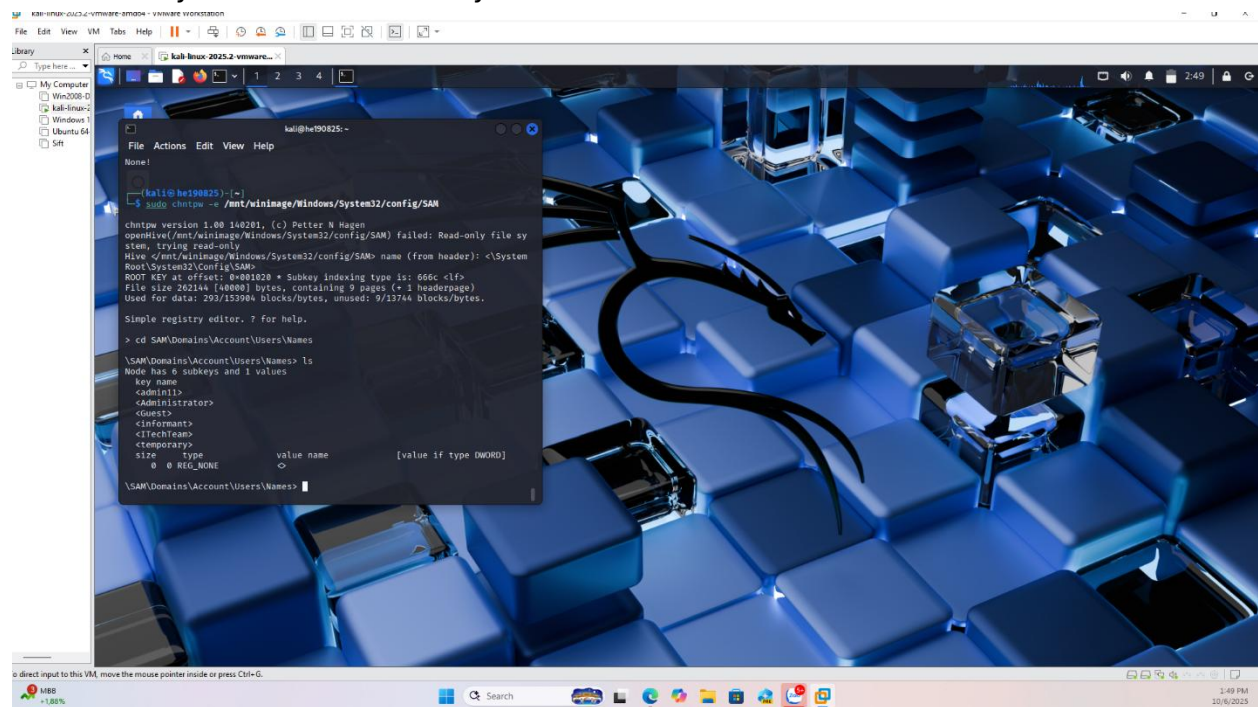 kali-linux-2025.2-vmware-amd64 - VMware Workstation
File Edit View VM Tabs Help
Library
Type here ...
Home
kali-linux-2025.2-vmware...
My Computer
Win2008-D
kali-linux-2
Windows 1
Ubuntu 64
Sift
1 2 3 4
2:49
kali@he190825: ~
File Actions Edit View Help
None!
(kali㉿he190825)-[~]
$ sudo chntpw -e /mnt/winimage/Windows/System32/config/SAM
chntpw version 1.00 140201, (c) Petter N Hagen
openHive(/mnt/winimage/Windows/System32/config/SAM) failed: Read-only file sy
stem, trying read-only
Hive </mnt/winimage/Windows/System32/config/SAM> name (from header): <\System
Root\System32\Config\SAM>
ROOT KEY at offset: 0×001020 * Subkey indexing type is: 666c <lf>
File size 262144 [40000] bytes, containing 9 pages (+ 1 headerpage)
Used for data: 293/153904 blocks/bytes, unused: 9/13744 blocks/bytes.
Simple registry editor. ? for help.
> cd SAM\Domains\Account\Users\Names
\SAM\Domains\Account\Users\Names> ls
Node has 6 subkeys and 1 values
key name
<admin11>
<Administrator>
<Guest>
<informant>
<ITechTeam>
<temporary>
size type value name [value if type DWORD]
0 0 REG_NONE <>
\SAM\Domains\Account\Users\Names>
o direct input to this VM, move the mouse pointer inside or press Ctrl+G.
MBB
+1,88%
Search
1:49 PM
10/6/2025